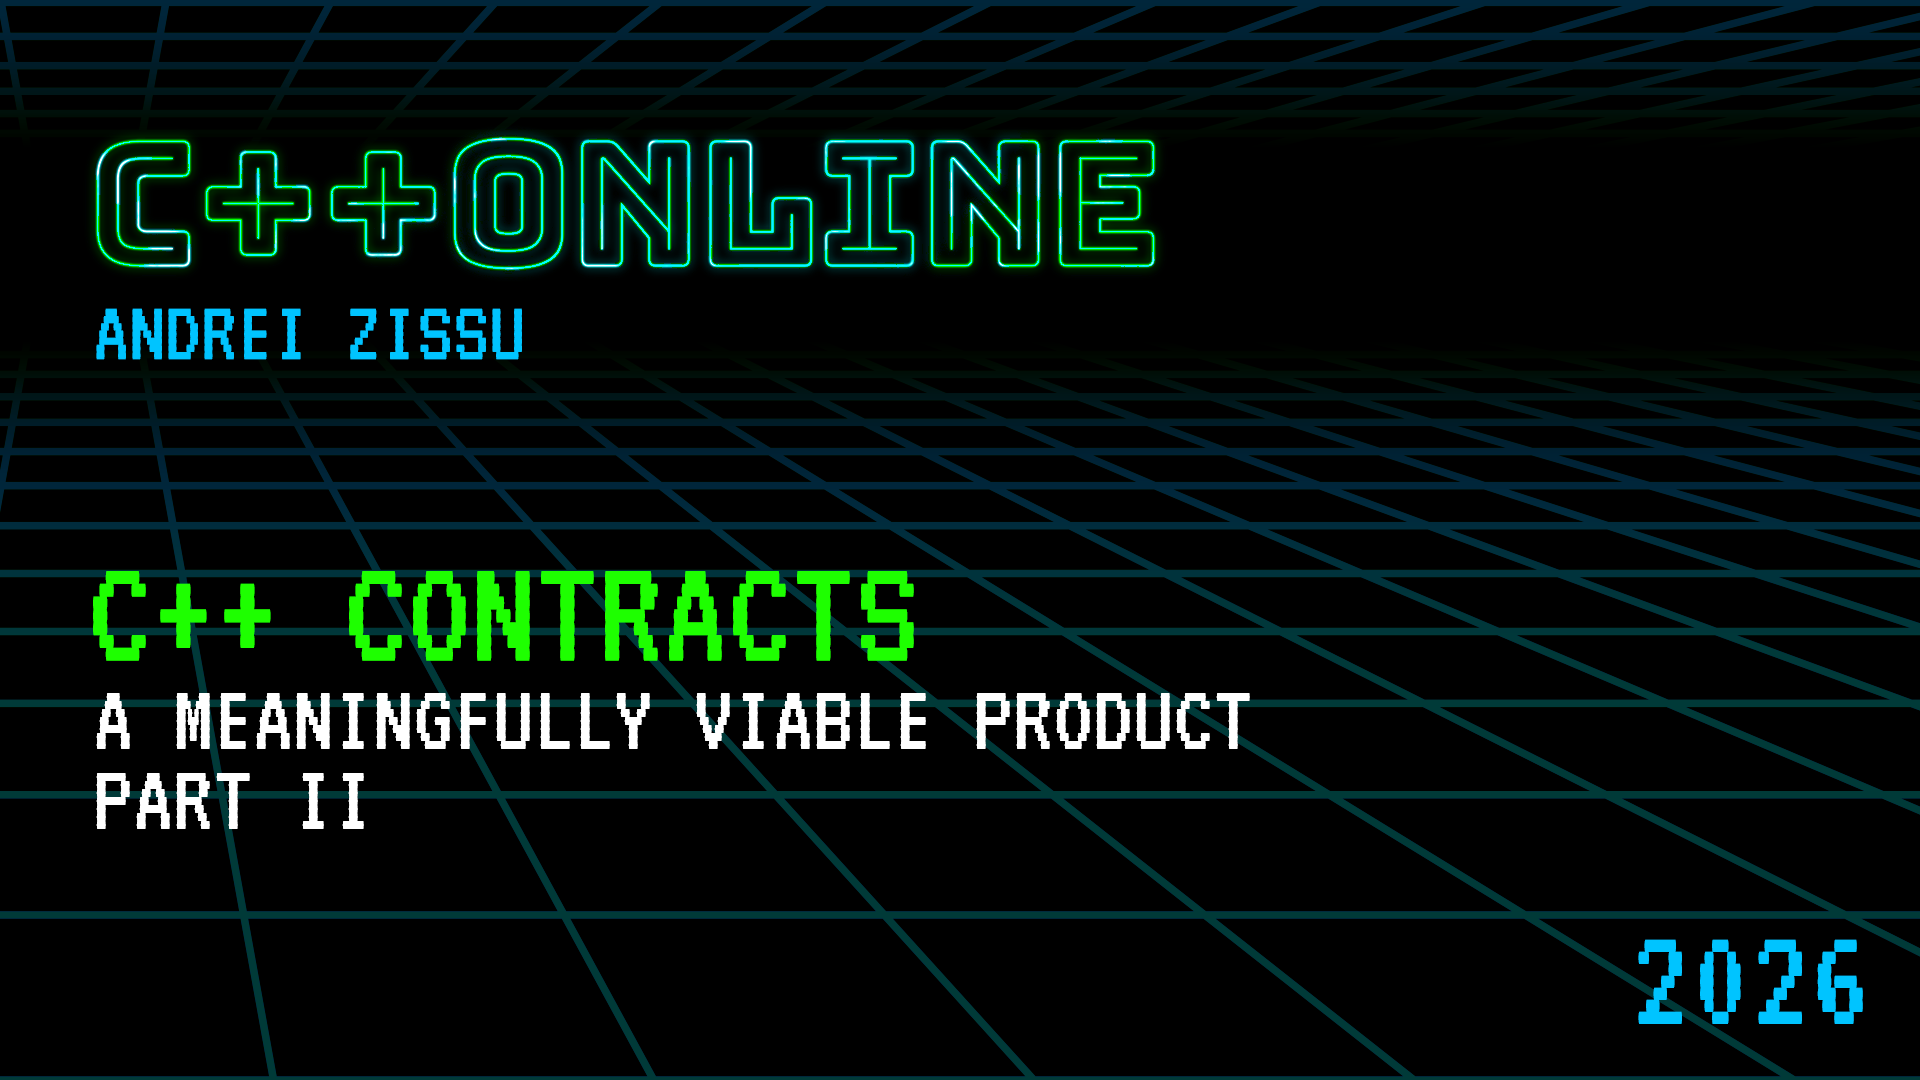 C++ONLINE
ANDREI ZISSU
C++ CONTRACTS
A MEANINGFULLY VIABLE PRODUCT
PART II
2026